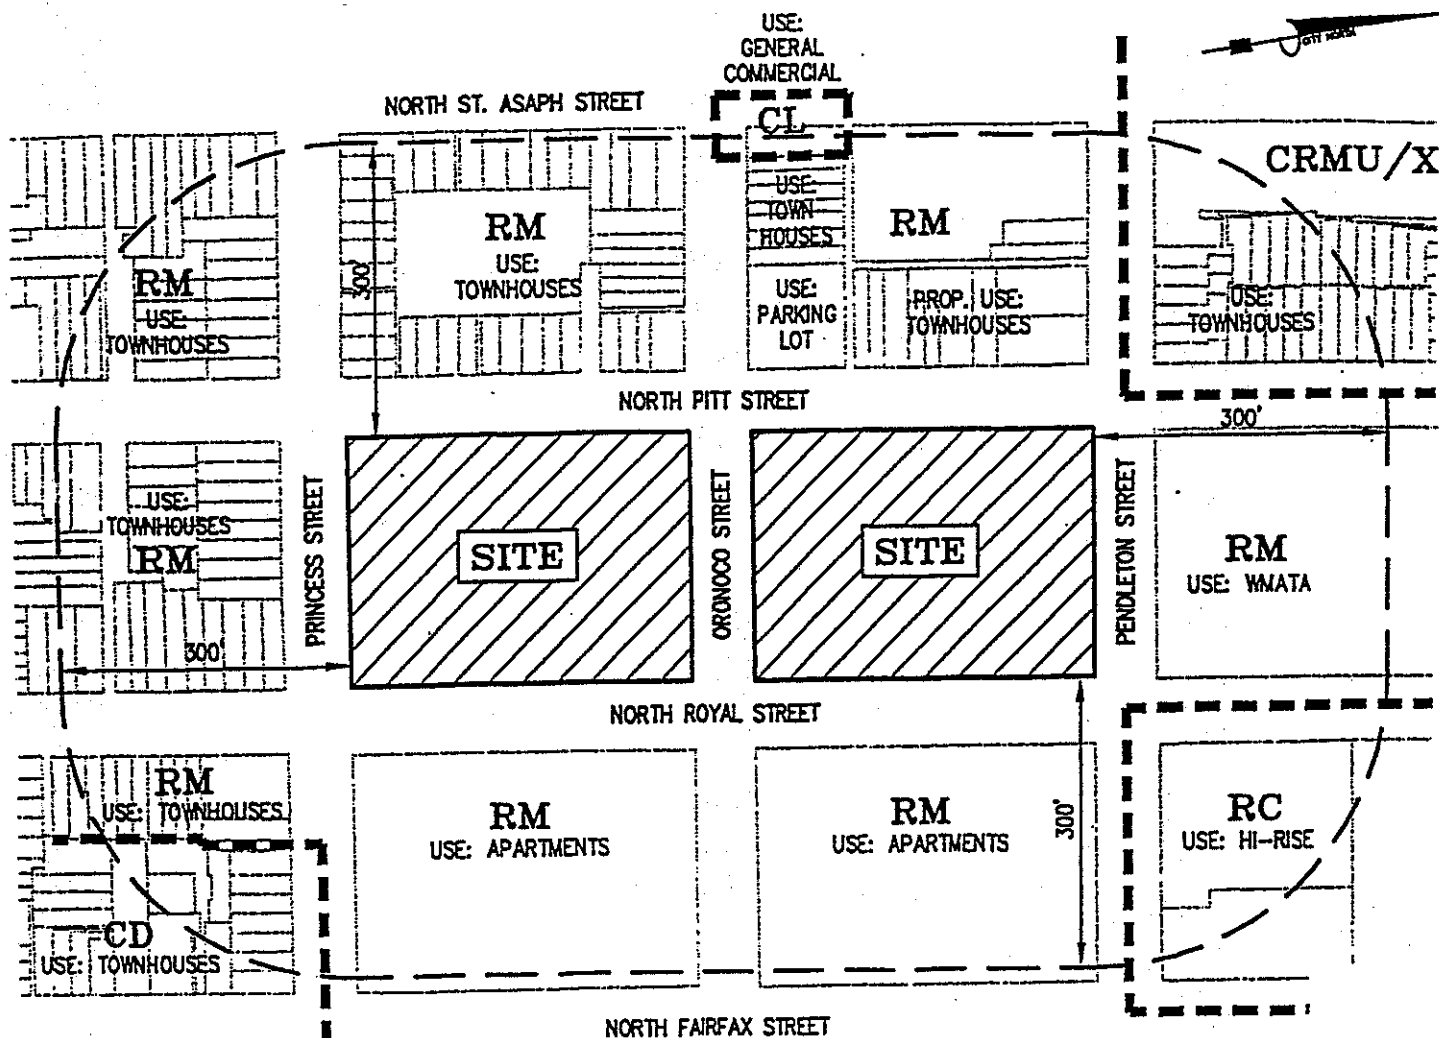 USE:
GENERAL
COMMERCIAL
CITY NORTH
NORTH ST. ASAPH STREET
CL
CRMU/X
RM
USE:
TOWNHOUSES
USE:
TOWN
HOUSES
RM
RM
USE:
TOWNHOUSES
300'
USE:
PARKING
LOT
PROP. USE:
TOWNHOUSES
USE:
TOWNHOUSES
NORTH PITT STREET
300'
USE:
TOWNHOUSES
RM
PRINCESS STREET
SITE
ORONOCO STREET
SITE
PENDLETON STREET
RM
USE: WMATA
300'
NORTH ROYAL STREET
RM
USE: TOWNHOUSES
RM
USE: APARTMENTS
RM
USE: APARTMENTS
300'
RC
USE: HI-RISE
CD
USE: TOWNHOUSES
NORTH FAIRFAX STREET